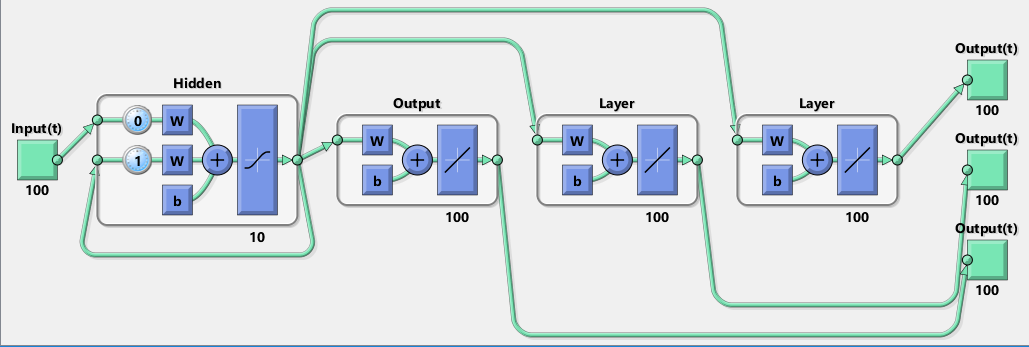 Hidden
Input(t)
100
0
W
1
W
b
+
10
Output
W
b
+
100
Layer
W
b
+
100
Layer
W
b
+
100
Output(t)
100
Output(t)
100
Output(t)
100